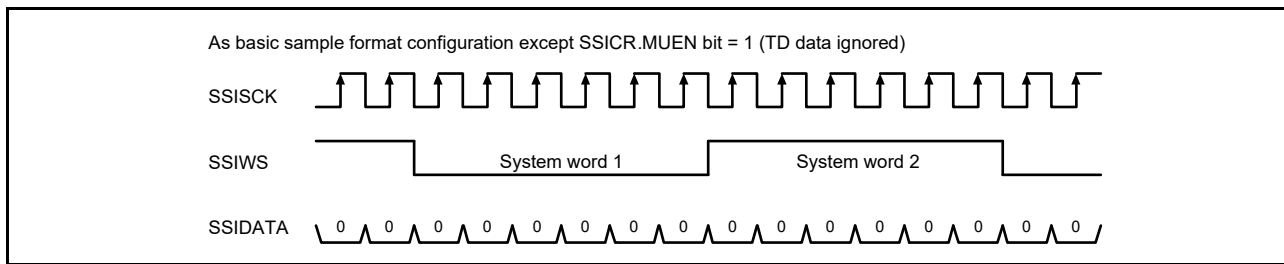 As basic sample format configuration except SSICR.MUEN bit = 1 (TD data ignored)
SSISCK
SSIWS System word 1 System word 2
SSIDATA 0 0 0 0 0 0 0 0 0 0 0 0 0 0 0 0